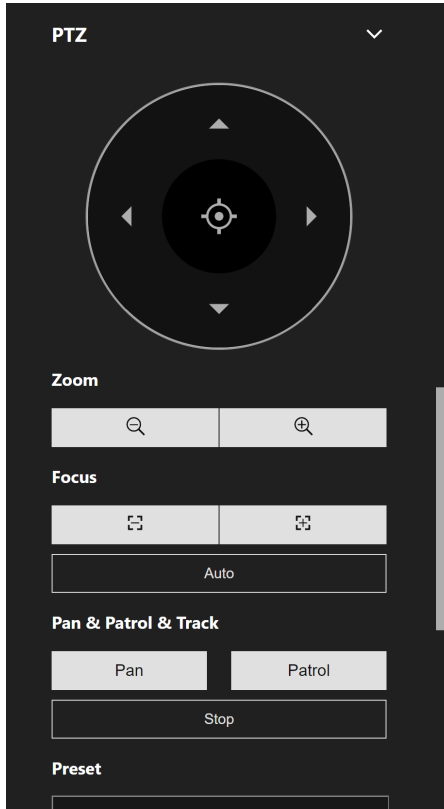 PTZ
Zoom
Focus
Auto
Pan & Patrol & Track
Pan Patrol
Stop
Preset